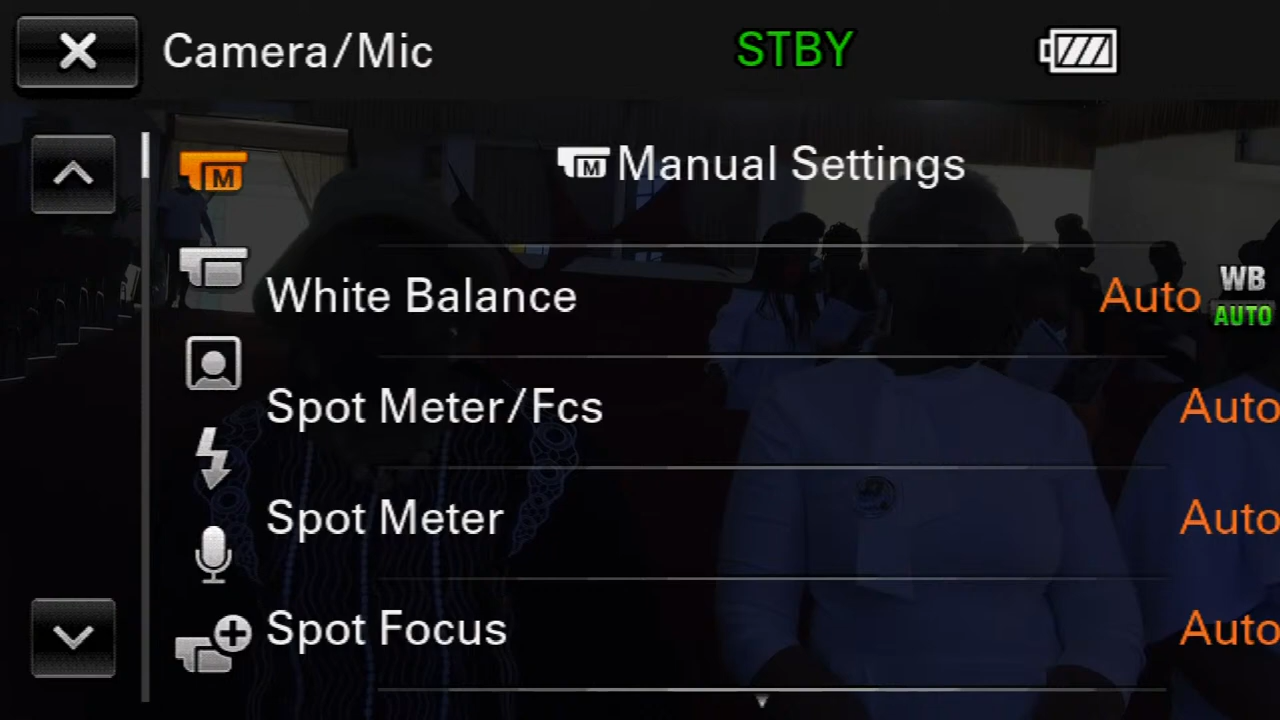 Camera/Mic
STBY
M Manual Settings
M
White Balance
Auto
WB
AUTO
Spot Meter/Fcs
Auto
Spot Meter
Auto
Spot Focus
Auto